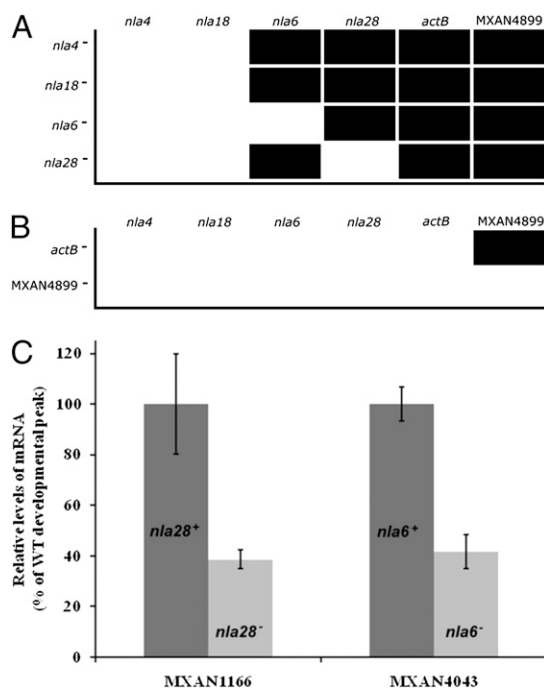 A
nla4 nla18 nla6 nla28 actB MXAN4899
nla4 -
nla18 -
nla6 -
nla28 -
B
nla4 nla18 nla6 nla28 actB MXAN4899
actB -
MXAN4899 -
C
Relative levels of mRNA
(% of WT developmental peak)
120
100
80
60
40
20
0
nla28+
nla28-
nla6+
nla6-
MXAN1166 MXAN4043